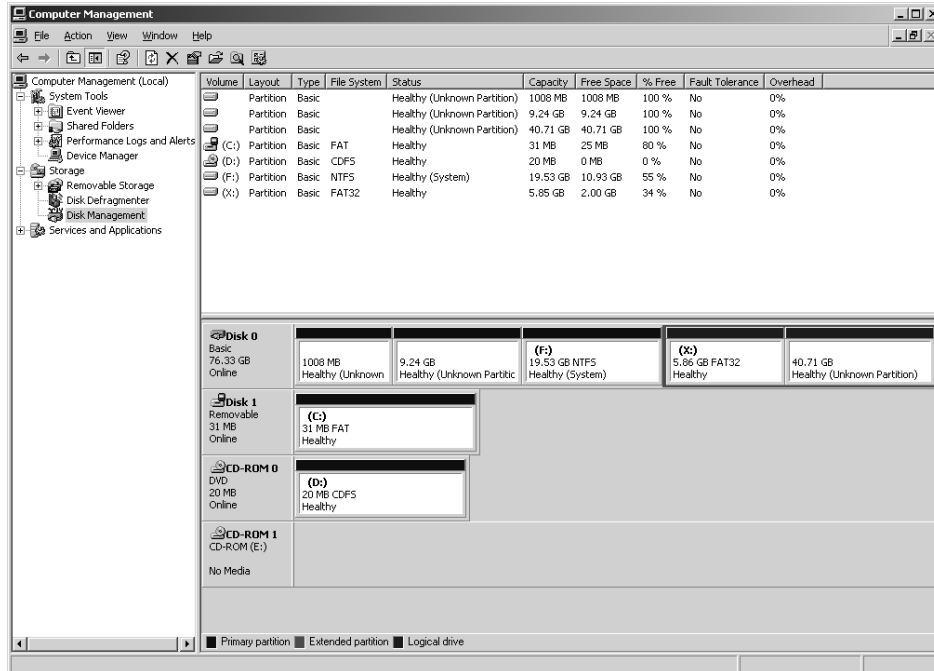 Computer Management
File Action View Window Help
Computer Management (Local)
System Tools
Event Viewer
Shared Folders
Performance Logs and Alerts
Device Manager
Storage
Removable Storage
Disk Defragmenter
Disk Management
Services and Applications
Volume Layout Type File System Status Capacity Free Space % Free Fault Tolerance Overhead
Partition Basic Healthy (Unknown Partition) 1008 MB 1008 MB 100 % No 0%
Partition Basic Healthy (Unknown Partition) 9.24 GB 9.24 GB 100 % No 0%
Partition Basic Healthy (Unknown Partition) 40.71 GB 40.71 GB 100 % No 0%
(C:) Partition Basic FAT Healthy 31 MB 25 MB 80 % No 0%
(D:) Partition Basic CDFS Healthy 20 MB 0 MB 0 % No 0%
(F:) Partition Basic NTFS Healthy (System) 19.53 GB 10.93 GB 55 % No 0%
(X:) Partition Basic FAT32 Healthy 5.85 GB 2.00 GB 34 % No 0%
Disk 0
Basic
76.33 GB
Online
1008 MB
Healthy (Unknown
9.24 GB
Healthy (Unknown Partitic
(F:)
19.53 GB NTFS
Healthy (System)
(X:)
5.86 GB FAT32
Healthy
40.71 GB
Healthy (Unknown Partition)
Disk 1
Removable
31 MB
Online
(C:)
31 MB FAT
Healthy
CD-ROM 0
DVD
20 MB
Online
(D:)
20 MB CDFS
Healthy
CD-ROM 1
CD-ROM (E:)
No Media
Primary partition Extended partition Logical drive